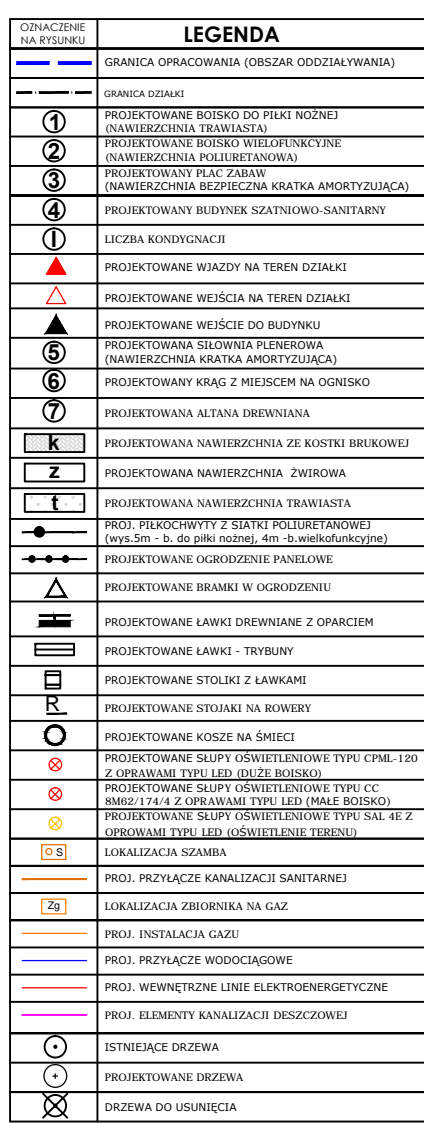 OZNACZENIE
NA RYSUNKU
LEGENDA
GRANICA OPRACOWANIA (OBSZAR ODDZIAŁYWANIA)
GRANICA DZIAŁKI
1
PROJEKTOWANE BOISKO DO PIŁKI NOŻNEJ
(NAWIERZCHNIA TRAWIASTA)
2
PROJEKTOWANE BOISKO WIELOFUNKCYJNE
(NAWIERZCHNIA POLIURETANOWA)
3
PROJEKTOWANY PLAC ZABAW
(NAWIERZCHNIA BEZPIECZNA KRATKA AMORTYZUJĄCA)
4
PROJEKTOWANY BUDYNEK SZATNIOWO-SANITARNY
I
LICZBA KONDYGNACJI
PROJEKTOWANE WJAZDY NA TEREN DZIAŁKI
PROJEKTOWANE WEJŚCIA NA TEREN DZIAŁKI
PROJEKTOWANE WEJŚCIE DO BUDYNKU
5
PROJEKTOWANA SIŁOWNIA PLENEROWA
(NAWIERZCHNIA KRATKA AMORTYZUJĄCA)
6
PROJEKTOWANY KRĄG Z MIEJSCEM NA OGNISKO
7
PROJEKTOWANA ALTANA DREWNIANA
k
PROJEKTOWANA NAWIERZCHNIA ZE KOSTKI BRUKOWEJ
z
PROJEKTOWANA NAWIERZCHNIA ŻWIROWA
t
PROJEKTOWANA NAWIERZCHNIA TRAWIASTA
PROJ. PIŁKOCHWYTY Z SIATKI POLIURETANOWEJ
(wys.5m - b. do piłki nożnej, 4m -b.wielkofunkcyjne)
PROJEKTOWANE OGRODZENIE PANELOWE
PROJEKTOWANE BRAMKI W OGRODZENIU
PROJEKTOWANE ŁAWKI DREWNIANE Z OPARCIEM
PROJEKTOWANE ŁAWKI - TRYBUNY
PROJEKTOWANE STOLIKI Z ŁAWKAMI
R
PROJEKTOWANE STOJAKI NA ROWERY
PROJEKTOWANE KOSZE NA ŚMIECI
PROJEKTOWANE SŁUPY OŚWIETLENIOWE TYPU CPML-120
Z OPRAWAMI TYPU LED (DUŻE BOISKO)
PROJEKTOWANE SŁUPY OŚWIETLENIOWE TYPU CC
8M62/174/4 Z OPRAWAMI TYPU LED (MAŁE BOISKO)
PROJEKTOWANE SŁUPY OŚWIETLENIOWE TYPU SAL 4E Z
OPROWAMI TYPU LED (OŚWIETLENIE TERENU)
S
LOKALIZACJA SZAMBA
PROJ. PRZYŁĄCZE KANALIZACJI SANITARNEJ
Zg
LOKALIZACJA ZBIORNIKA NA GAZ
PROJ. INSTALACJA GAZU
PROJ. PRZYŁĄCZE WODOCIĄGOWE
PROJ. WEWNĘTRZNE LINIE ELEKTROENERGETYCZNE
PROJ. ELEMENTY KANALIZACJI DESZCZOWEJ
ISTNIEJĄCE DRZEWA
PROJEKTOWANE DRZEWA
DRZEWA DO USUNIĘCIA